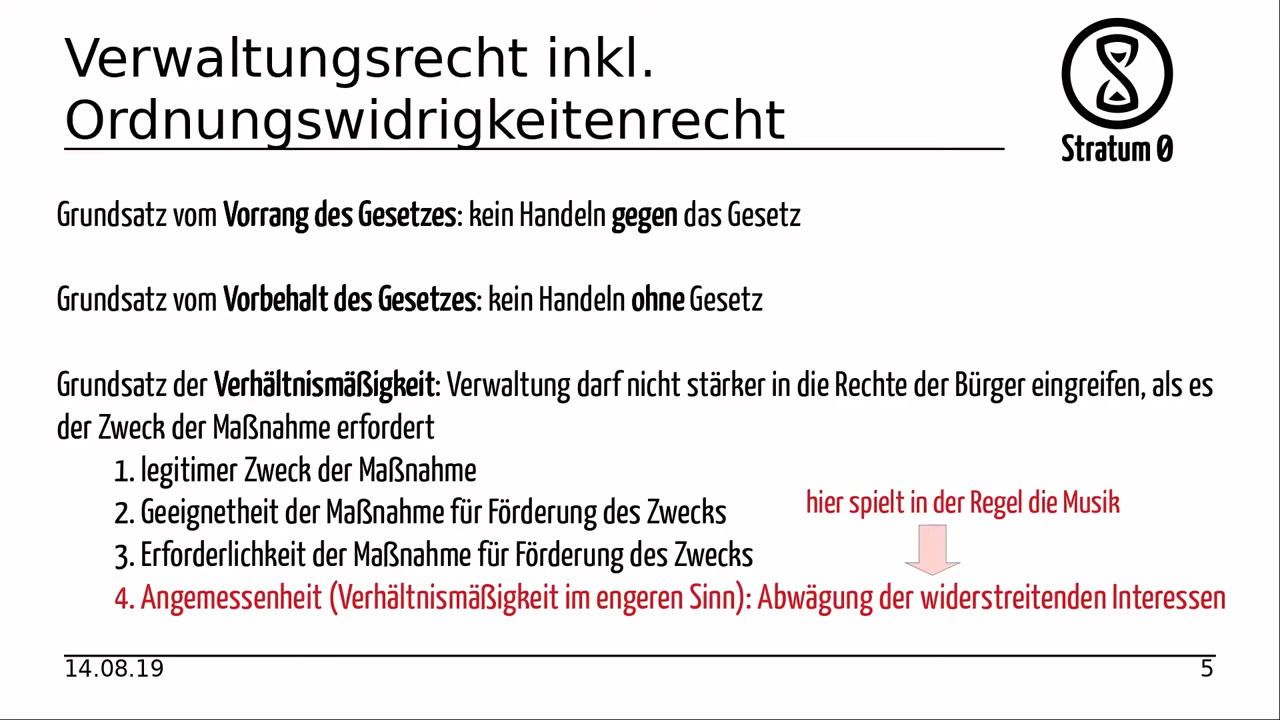 Verwaltungsrecht inkl.
Ordnungswidrigkeitenrecht
Stratum 0
Grundsatz vom Vorrang des Gesetzes: kein Handeln gegen das Gesetz
Grundsatz vom Vorbehalt des Gesetzes: kein Handeln ohne Gesetz
Grundsatz der Verhältnismäßigkeit: Verwaltung darf nicht stärker in die Rechte der Bürger eingreifen, als es
der Zweck der Maßnahme erfordert
1. legitimer Zweck der Maßnahme
2. Geeignetheit der Maßnahme für Förderung des Zwecks
hier spielt in der Regel die Musik
3. Erforderlichkeit der Maßnahme für Förderung des Zwecks
4. Angemessenheit (Verhältnismäßigkeit im engeren Sinn): Abwägung der widerstreitenden Interessen
14.08.19
5